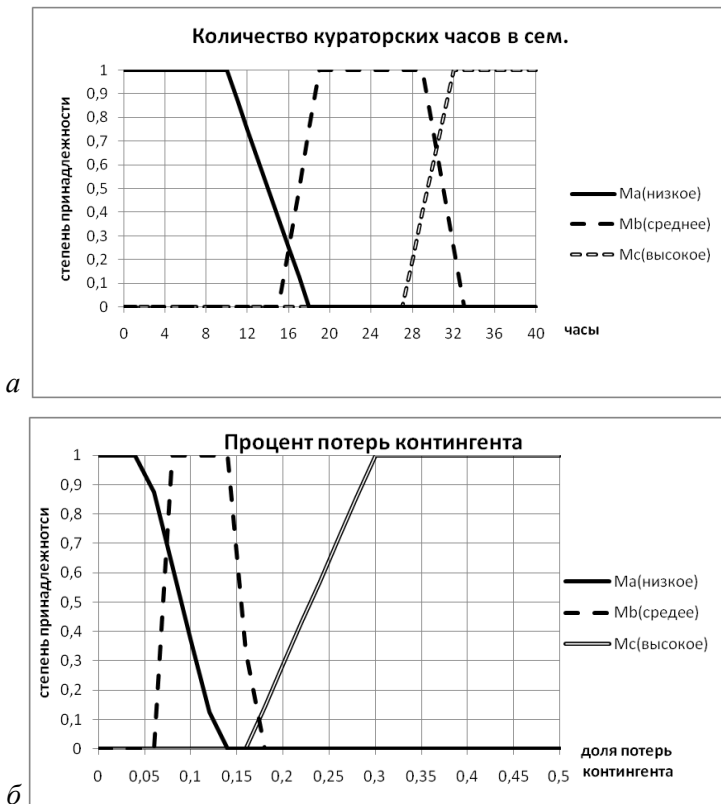 Количество кураторских часов в сем.
степень принадлежности
1
0,9
0,8
0,7
0,6
0,5
0,4
0,3
0,2
0,1
0
0 4 8 12 16 20 24 28 32 36 40
часы
Ma(низкое)
Mb(среднее)
Mc(высокое)
а
Процент потерь контингента
степень принадлежнотси
1
0,9
0,8
0,7
0,6
0,5
0,4
0,3
0,2
0,1
0
0 0,05 0,1 0,15 0,2 0,25 0,3 0,35 0,4 0,45 0,5
доля потерь
контингента
Ma(низкое)
Mb(средее)
Mc(высокое)
б